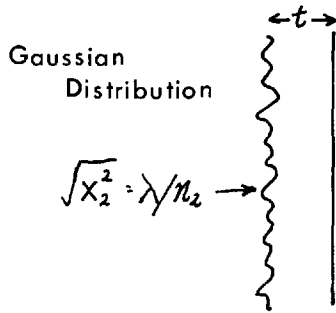 t
Gaussian
Distribution
√X₂² = λ/n₂